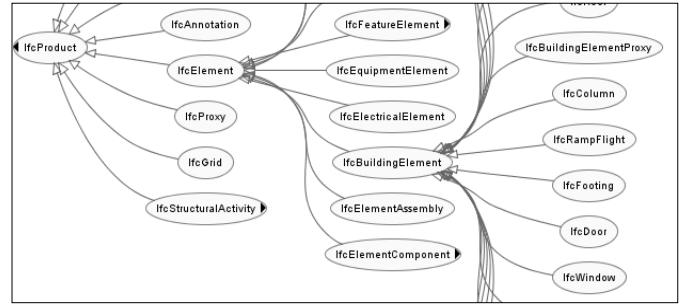 IfcProduct
IfcAnnotation
IfcElement
IfcProxy
IfcGrid
IfcStructuralActivity
IfcFeatureElement
IfcEquipmentElement
IfcElectricalElement
IfcBuildingElement
IfcElementAssembly
IfcElementComponent
IfcBuildingElementProxy
IfcColumn
IfcRampFlight
IfcFooting
IfcDoor
IfcWindow